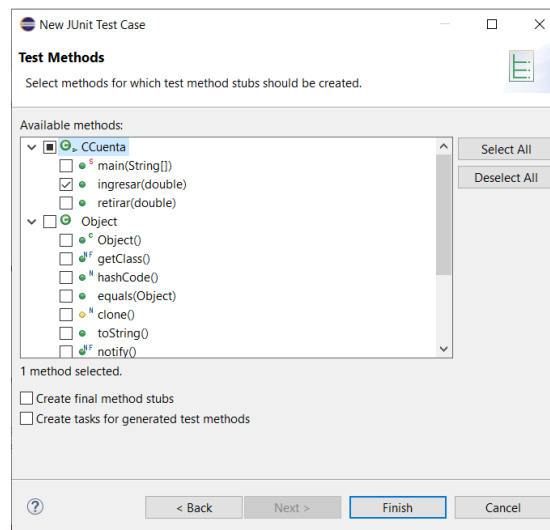 New JUnit Test Case
Test Methods
Select methods for which test method stubs should be created.
Available methods:
CCuenta
S main(String[])
ingresar(double)
retirar(double)
Object
C Object()
NF getClass()
N hashCode()
equals(Object)
N clone()
toString()
NF notify()
Select All
Deselect All
1 method selected.
Create final method stubs
Create tasks for generated test methods
? < Back Next > Finish Cancel